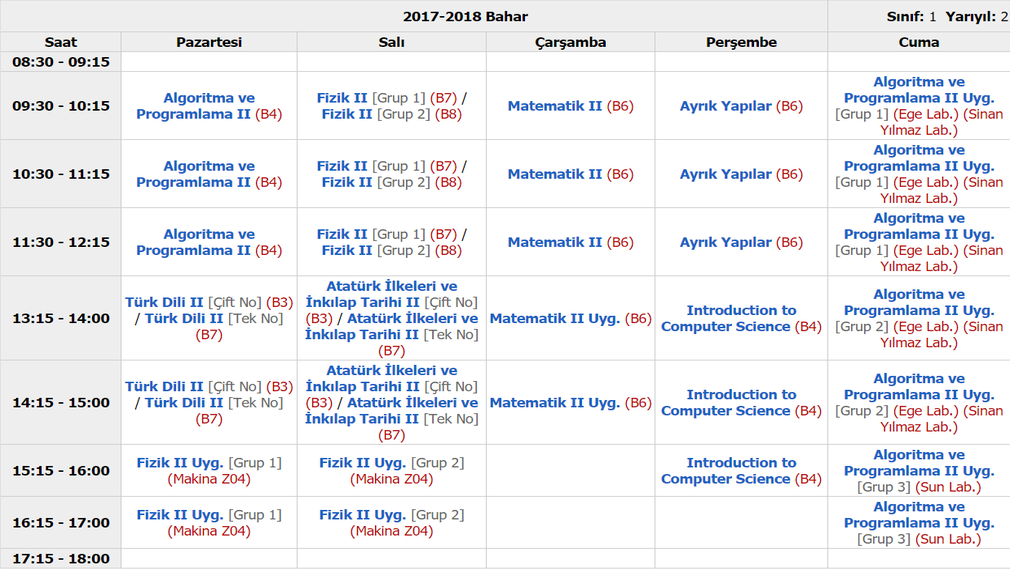 2017-2018 Bahar
Sınıf: 1 Yarıyıl: 2
Saat Pazartesi Salı Çarşamba Perşembe Cuma
08:30 - 09:15
09:30 - 10:15
Algoritma ve
Programlama II (B4)
Fizik II [Grup 1] (B7) /
Fizik II [Grup 2] (B8)
Matematik II (B6)
Ayrık Yapılar (B6)
Algoritma ve
Programlama II Uyg.
[Grup 1] (Ege Lab.) (Sinan
Yılmaz Lab.)
10:30 - 11:15
Algoritma ve
Programlama II (B4)
Fizik II [Grup 1] (B7) /
Fizik II [Grup 2] (B8)
Matematik II (B6)
Ayrık Yapılar (B6)
Algoritma ve
Programlama II Uyg.
[Grup 1] (Ege Lab.) (Sinan
Yılmaz Lab.)
11:30 - 12:15
Algoritma ve
Programlama II (B4)
Fizik II [Grup 1] (B7) /
Fizik II [Grup 2] (B8)
Matematik II (B6)
Ayrık Yapılar (B6)
Algoritma ve
Programlama II Uyg.
[Grup 1] (Ege Lab.) (Sinan
Yılmaz Lab.)
13:15 - 14:00
Türk Dili II [Çift No] (B3)
/ Türk Dili II [Tek No]
(B7)
Atatürk İlkeleri ve
İnkılap Tarihi II [Çift No]
(B3) / Atatürk İlkeleri ve
İnkılap Tarihi II [Tek No]
(B7)
Matematik II Uyg. (B6)
Introduction to
Computer Science (B4)
Algoritma ve
Programlama II Uyg.
[Grup 2] (Ege Lab.) (Sinan
Yılmaz Lab.)
14:15 - 15:00
Türk Dili II [Çift No] (B3)
/ Türk Dili II [Tek No]
(B7)
Atatürk İlkeleri ve
İnkılap Tarihi II [Çift No]
(B3) / Atatürk İlkeleri ve
İnkılap Tarihi II [Tek No]
(B7)
Matematik II Uyg. (B6)
Introduction to
Computer Science (B4)
Algoritma ve
Programlama II Uyg.
[Grup 2] (Ege Lab.) (Sinan
Yılmaz Lab.)
15:15 - 16:00
Fizik II Uyg. [Grup 1]
(Makina Z04)
Fizik II Uyg. [Grup 2]
(Makina Z04)
Introduction to
Computer Science (B4)
Algoritma ve
Programlama II Uyg.
[Grup 3] (Sun Lab.)
16:15 - 17:00
Fizik II Uyg. [Grup 1]
(Makina Z04)
Fizik II Uyg. [Grup 2]
(Makina Z04)
Algoritma ve
Programlama II Uyg.
[Grup 3] (Sun Lab.)
17:15 - 18:00